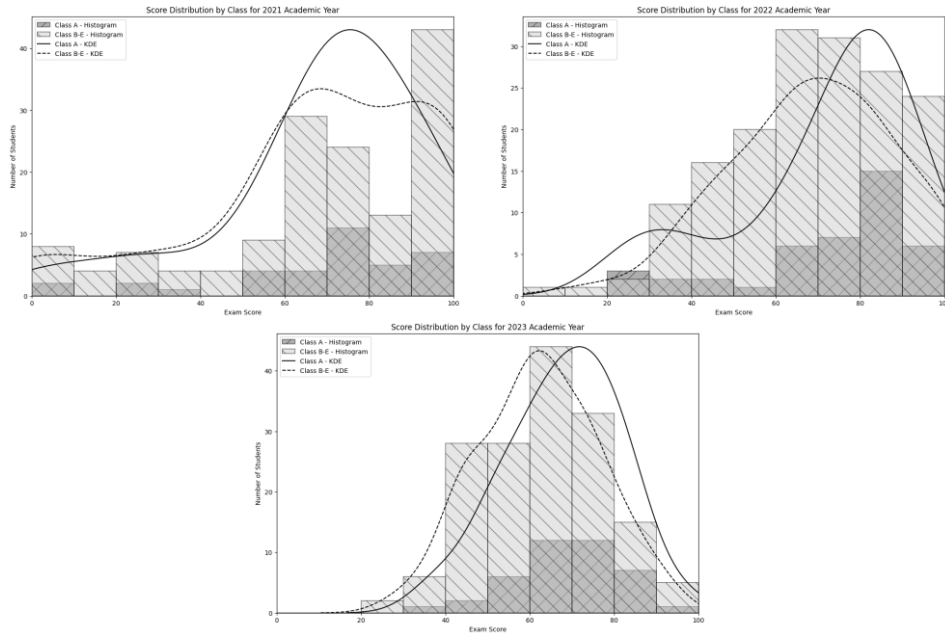 Score Distribution by Class for 2021 Academic Year
Class A - Histogram
Class B-E - Histogram
Class A - KDE
Class B-E - KDE
Number of Students
40
30
20
10
0
0 20 40 60 80 100
Exam Score
Score Distribution by Class for 2022 Academic Year
Class A - Histogram
Class B-E - Histogram
Class A - KDE
Class B-E - KDE
Number of Students
30
25
20
15
10
5
0
0 20 40 60 80 100
Exam Score
Score Distribution by Class for 2023 Academic Year
Class A - Histogram
Class B-E - Histogram
Class A - KDE
Class B-E - KDE
Number of Students
40
30
20
10
0
0 20 40 60 80 100
Exam Score